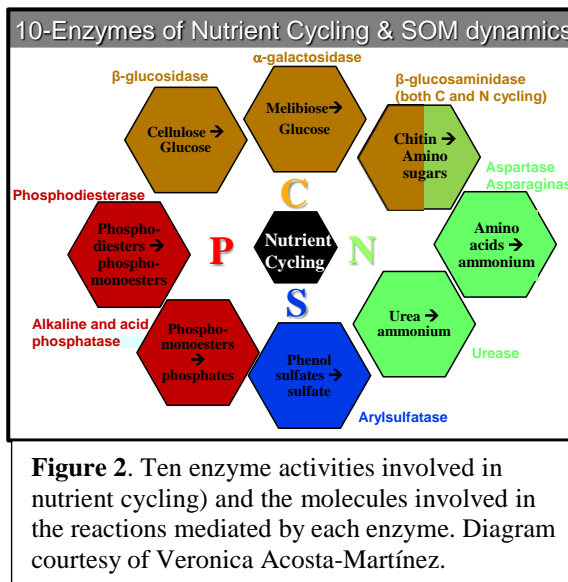 10-Enzymes of Nutrient Cycling & SOM dynamics
α-galactosidase
β-glucosidase
β-glucosaminidase
(both C and N cycling)
Cellulose →
Glucose
Melibiose→
Glucose
Chitin →
Amino
sugars
Aspartase
Asparaginas
Phosphodiesterase
Phospho-
diesters →
phospho-
monoesters
C
P
Nutrient
Cycling
N
S
Amino
acids →
ammonium
Alkaline and acid
phosphatase
Phospho-
monoesters
→
phosphates
Phenol
sulfates →
sulfate
Urea →
ammonium
Urease
Arylsulfatase
Figure 2. Ten enzyme activities involved in
nutrient cycling) and the molecules involved in
the reactions mediated by each enzyme. Diagram
courtesy of Veronica Acosta-Martínez.